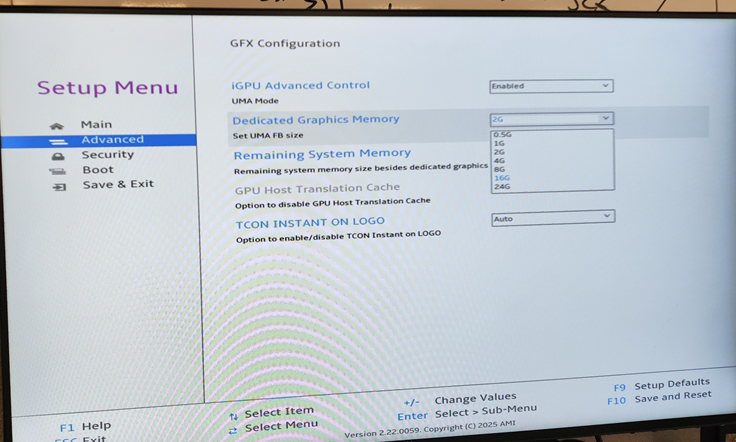 GFX Configuration
Setup Menu
Main
Advanced
Security
Boot
Save & Exit
iGPU Advanced Control
Enabled
UMA Mode
Dedicated Graphics Memory
2G
Set UMA FB size
0.5G
1G
2G
4G
8G
16G
24G
Remaining System Memory
Remaining system memory size besides dedicated graphics
GPU Host Translation Cache
Option to disable GPU Host Translation Cache
TCON INSTANT ON LOGO
Auto
Option to enable/disable TCON Instant on LOGO
F1 Help
ESC Exit
Select Item
Select Menu
+/- Change Values
Enter Select > Sub-Menu
F9 Setup Defaults
F10 Save and Reset
Version 2.22.0059. Copyright (C) 2025 AMI